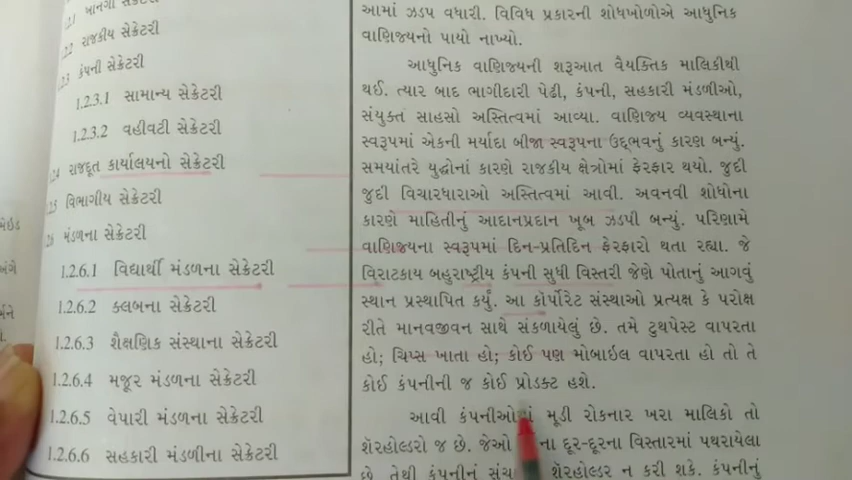 ખાનગી સેક્રેટરી
રાજકીય સેક્રેટરી
કંપની સેક્રેટરી
1.2.3.1 સામાન્ય સેક્રેટરી
1.2.3.2 વહીવટી સેક્રેટરી
રાજદૂત કાર્યાલયનો સેક્રેટરી
વિભાગીય સેક્રેટરી
મંડળના સેક્રેટરી
1.2.6.1 વિદ્યાર્થી મંડળના સેક્રેટરી
1.2.6.2 ક્લબના સેક્રેટરી
1.2.6.3 શૈક્ષણિક સંસ્થાના સેક્રેટરી
1.2.6.4 મજૂર મંડળના સેક્રેટરી
1.2.6.5 વેપારી મંડળના સેક્રેટરી
1.2.6.6 સહકારી મંડળીના સેક્રેટરી
આમાં ઝડપ વધારી. વિવિધ પ્રકારની શોધખોળોએ આધુનિક
વાણિજ્યનો પાયો નાખ્યો.
આધુનિક વાણિજ્યની શરૂઆત વૈયક્તિક માલિકીથી
થઈ. ત્યાર બાદ ભાગીદારી પેઢી, કંપની, સહકારી મંડળીઓ,
સંયુક્ત સાહસો અસ્તિત્વમાં આવ્યા. વાણિજ્ય વ્યવસ્થાના
સ્વરૂપમાં એકની મર્યાદા બીજા સ્વરૂપના ઉદ્દભવનું કારણ બન્યું.
સમયાંતરે યુદ્ધોનાં કારણે રાજકીય ક્ષેત્રોમાં ફેરફાર થયો. જુદી
જુદી વિચારધારાઓ અસ્તિત્વમાં આવી. અવનવી શોધોના
કારણે માહિતીનું આદાનપ્રદાન ખૂબ ઝડપી બન્યું. પરિણામે
વાણિજ્યના સ્વરૂપમાં દિન-પ્રતિદિન ફેરફારો થતા રહ્યા. જે
વિરાટકાય બહુરાષ્ટ્રીય કંપની સુધી વિસ્તરી જેણે પોતાનું આગવું
સ્થાન પ્રસ્થાપિત કર્યું. આ કૉર્પોરેટ સંસ્થાઓ પ્રત્યક્ષ કે પરોક્ષ
રીતે માનવજીવન સાથે સંકળાયેલું છે. તમે ટુથપેસ્ટ વાપરતા
હો; ચિપ્સ ખાતા હો; કોઈ પણ મોબાઇલ વાપરતા હો તો તે
કોઈ કંપનીની જ કોઈ પ્રોડક્ટ હશે.
આવી મૂડી રોકનાર ખરા માલિકો તો
શૅરહોલ્ડરો જ છે. જેઓ દૂર-દૂરના વિસ્તારમાં પથરાયેલા
છે તેથી કંપનીનું શૅરહોલ્ડર ન કરી શકે. કંપનીનું